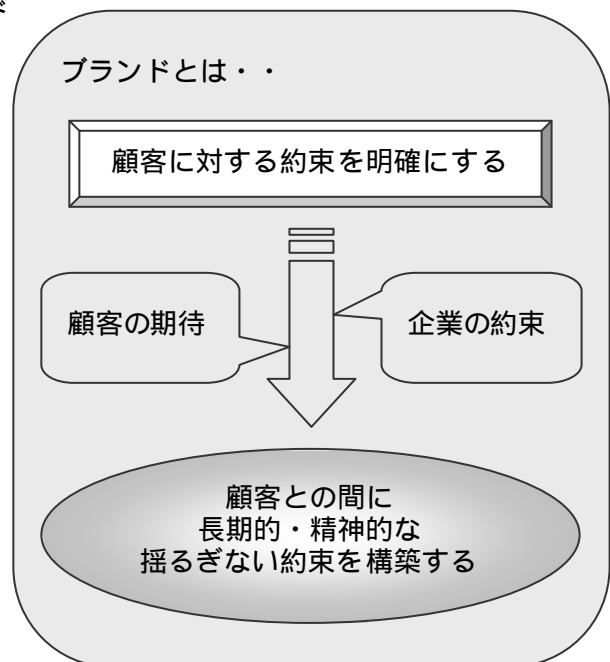 ブランドとは・・
顧客に対する約束を明確にする
顧客の期待
企業の約束
顧客との間に
長期的・精神的な
揺るぎない約束を構築する